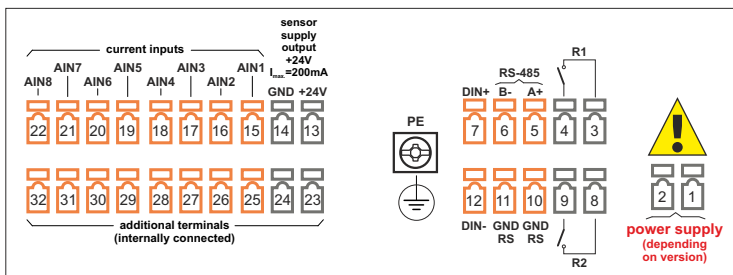 sensor
supply
output
+24V
Imax.=200mA
current inputs
AIN8 AIN7 AIN6 AIN5 AIN4 AIN3 AIN2 AIN1 GND +24V
22 21 20 19 18 17 16 15 14 13
32 31 30 29 28 27 26 25 24 23
additional terminals
(internally connected)
PE
R1
RS-485
DIN+ B- A+
7 6 5 4 3
12 11 10 9 8
DIN- GND GND
RS RS
R2
!
2 1
power supply
(depending
on version)